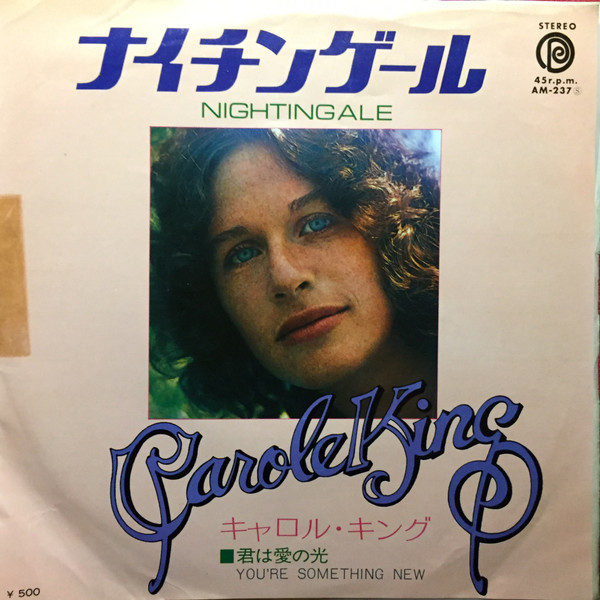 ナイチンゲール
NIGHTINGALE
STEREO
45r.p.m.
AM-237Ⓢ
Carole King
キャロル・キング
■君は愛の光
YOU'RE SOMETHING NEW
¥500